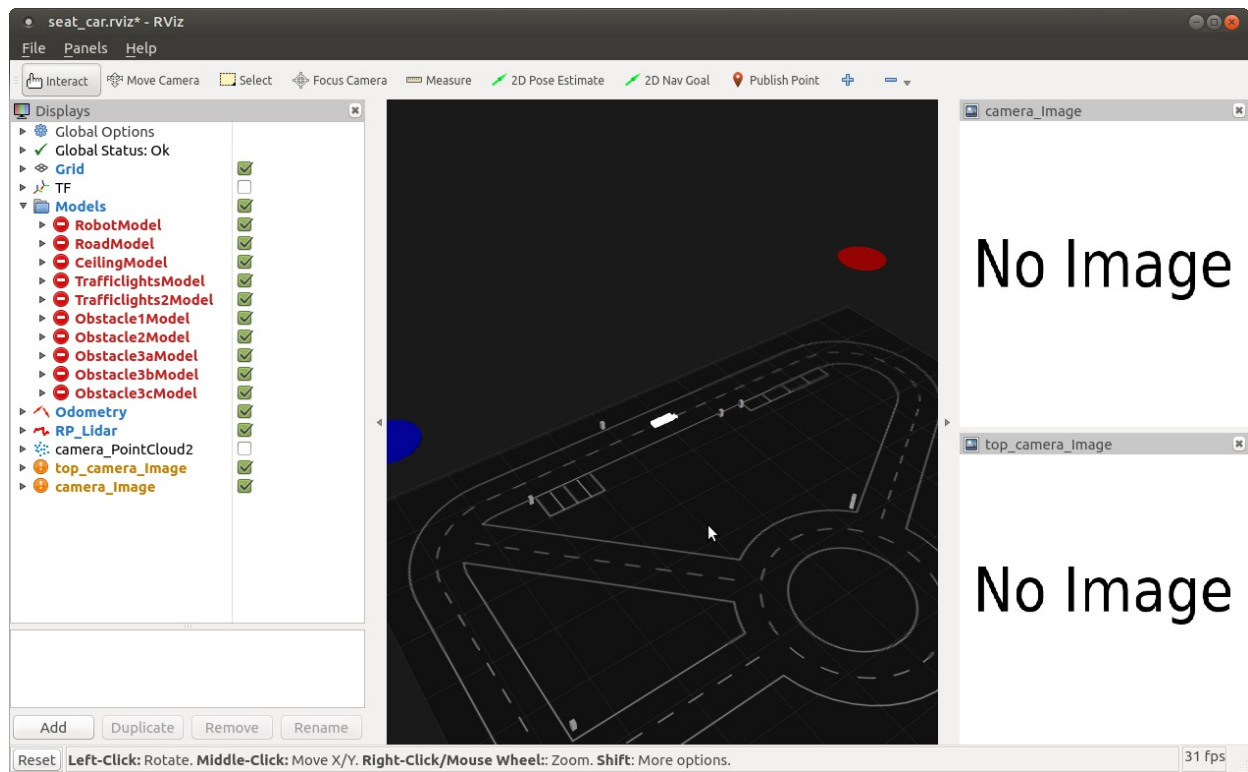 seat_car.rviz* - RViz
File Panels Help
Interact Move Camera Select Focus Camera Measure 2D Pose Estimate 2D Nav Goal Publish Point
Displays
Global Options
Global Status: Ok
Grid
TF
Models
RobotModel
RoadModel
CeilingModel
TrafficlightsModel
Trafficlights2Model
Obstacle1Model
Obstacle2Model
Obstacle3aModel
Obstacle3bModel
Obstacle3cModel
Odometry
RP_Lidar
camera_PointCloud2
top_camera_Image
camera_Image
Add Duplicate Remove Rename
camera_Image
No Image
top_camera_Image
No Image
Reset Left-Click: Rotate. Middle-Click: Move X/Y. Right-Click/Mouse Wheel:: Zoom. Shift: More options. 31 fps